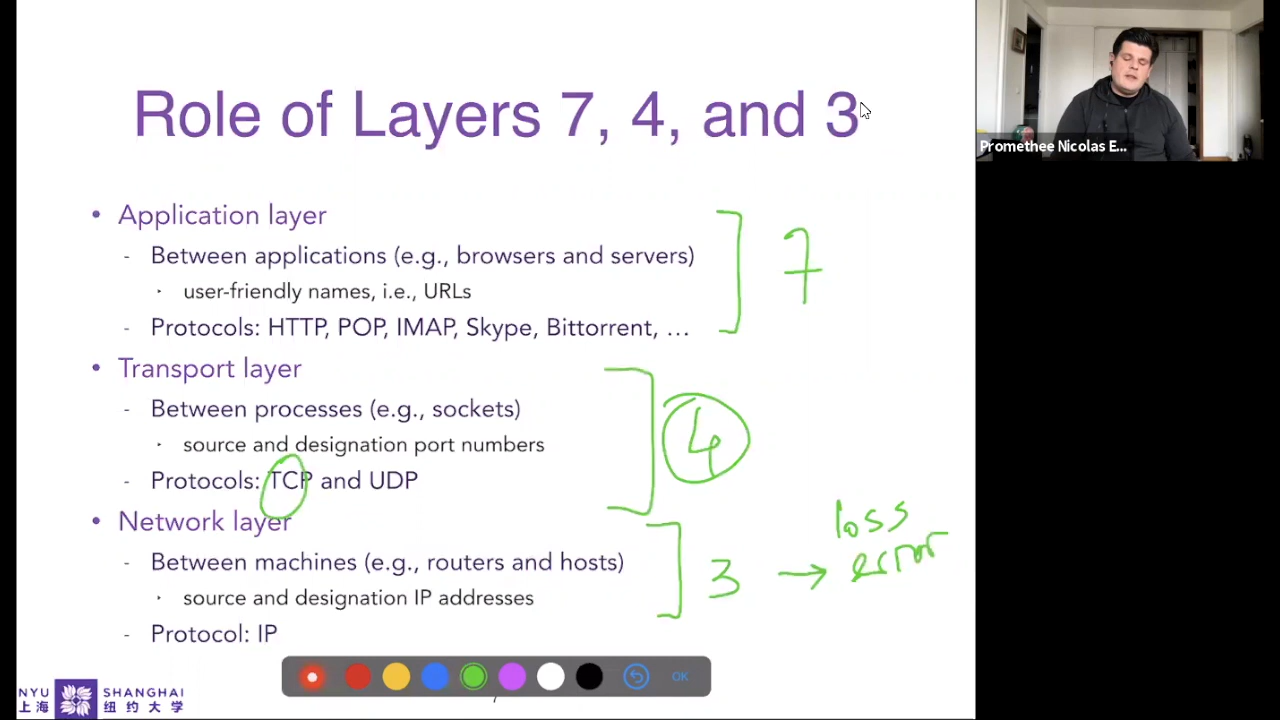 Role of Layers 7, 4, and 3
Promethee Nicolas E...
• Application layer
- Between applications (e.g., browsers and servers)
‣ user-friendly names, i.e., URLs
- Protocols: HTTP, POP, IMAP, Skype, Bittorrent, …
7
• Transport layer
- Between processes (e.g., sockets)
‣ source and designation port numbers
- Protocols: TCP and UDP
4
• Network layer
- Between machines (e.g., routers and hosts)
‣ source and designation IP addresses
- Protocol: IP
3 → loss
error
OK
NYU SHANGHAI
上海 纽约大学